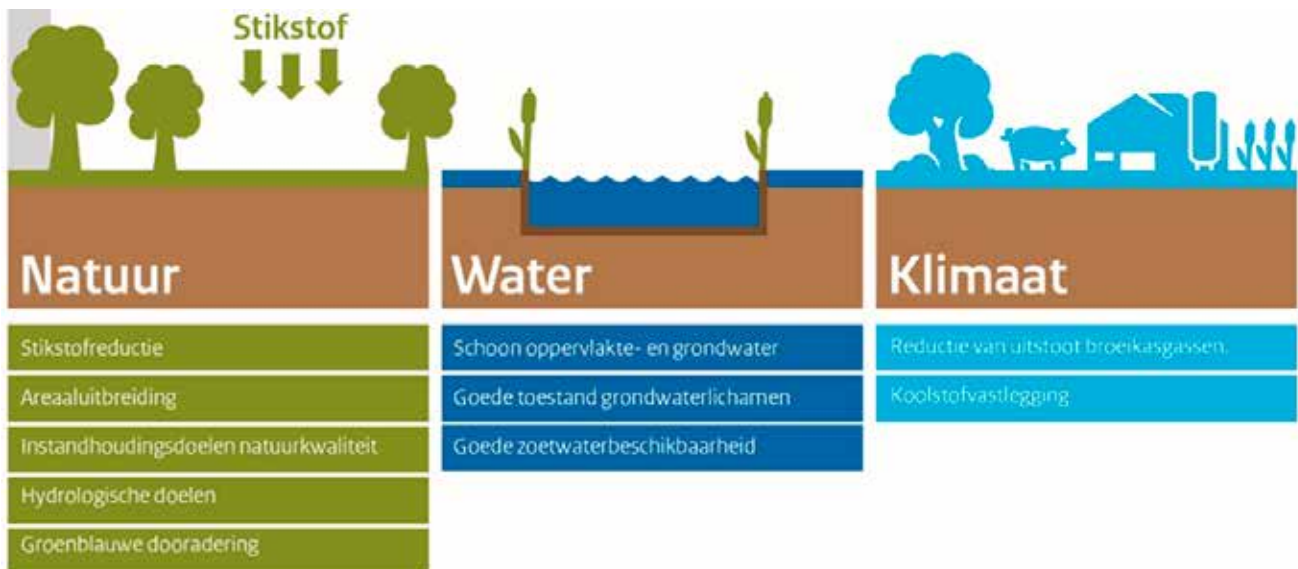 Stikstof
Natuur
Stikstofreductie
Areaaluitbreiding
Instandhoudingsdoelen natuurkwaliteit
Hydrologische doelen
Groenblauwe dooradering
Water
Schoon oppervlakte- en grondwater
Goede toestand grondwaterlichamen
Goede zoetwaterbeschikbaarheid
Klimaat
Reductie van uitstoot broeikasgassen.
Koolstofvastlegging